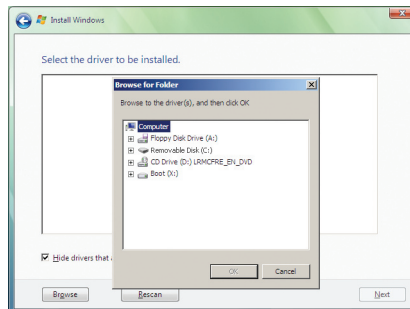 Install Windows
Select the driver to be installed.
Browse for Folder
Browse to the driver(s), and then click OK
Computer
Floppy Disk Drive (A:)
Removable Disk (C:)
CD Drive (D:) LRMCFRE_EN_DVD
Boot (X:)
Hide drivers that
OK
Cancel
Browse
Rescan
Next